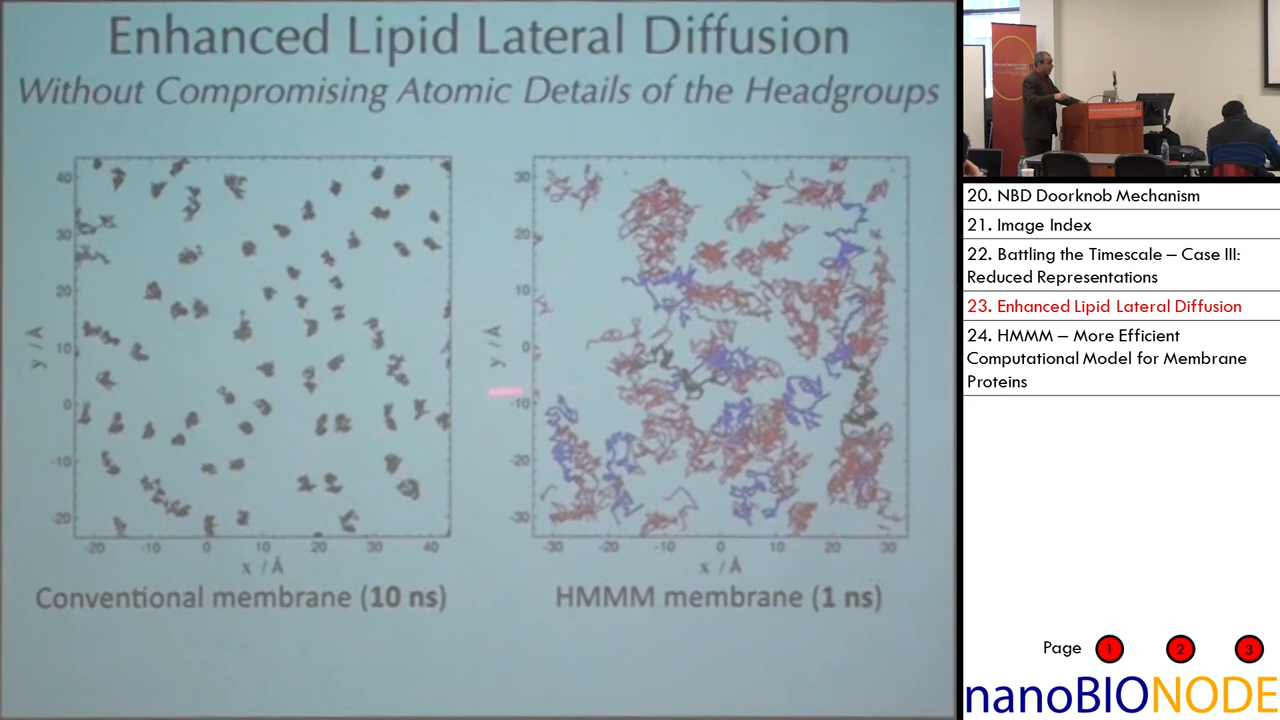 Enhanced Lipid Lateral Diffusion
Without Compromising Atomic Details of the Headgroups
40
30
20
10
0
-10
-20
y / Å
-20
-10
0
10
20
30
40
x / Å
Conventional membrane (10 ns)
30
20
10
0
-10
-20
-30
y / Å
-30
-20
-10
0
10
20
30
x / Å
HMMM membrane (1 ns)
20. NBD Doorknob Mechanism
21. Image Index
22. Battling the Timescale – Case III:
Reduced Representations
23. Enhanced Lipid Lateral Diffusion
24. HMMM – More Efficient
Computational Model for Membrane
Proteins
Page 1 2 3
nanoBIONODE